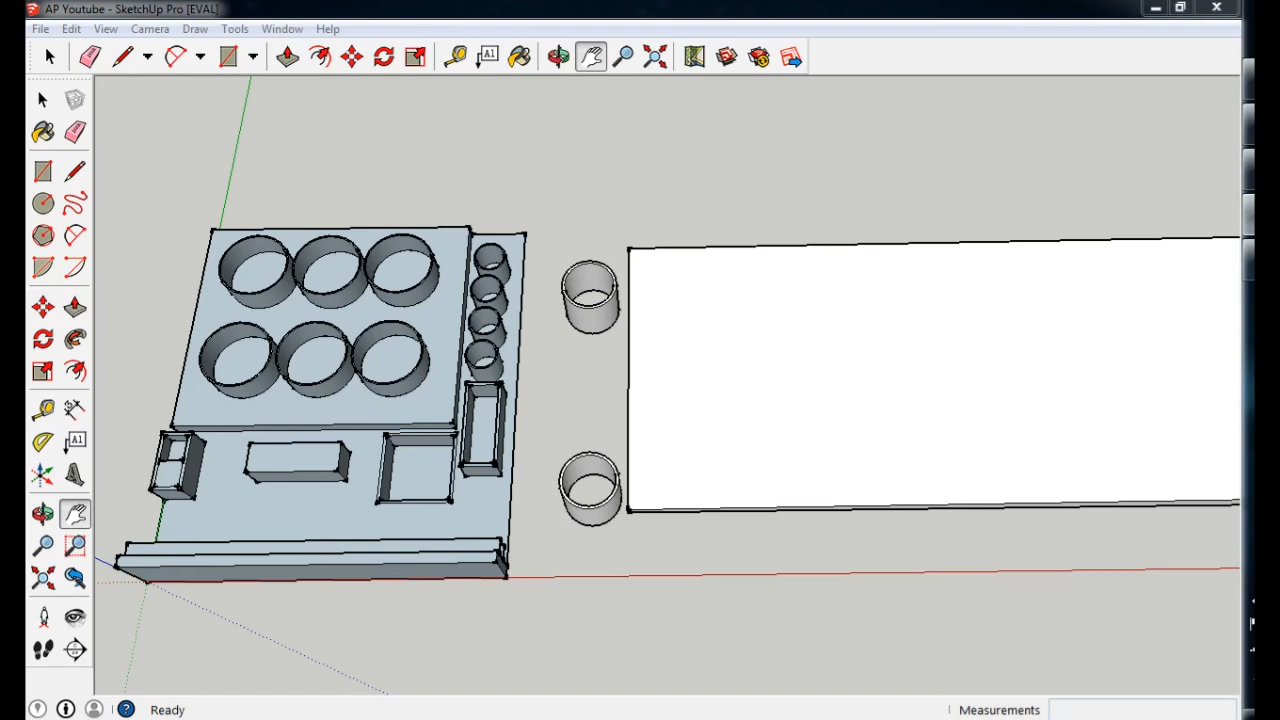 AP Youtube - SketchUp Pro [EVAL]
File Edit View Camera Draw Tools Window Help
A1
A1
Ready
Measurements